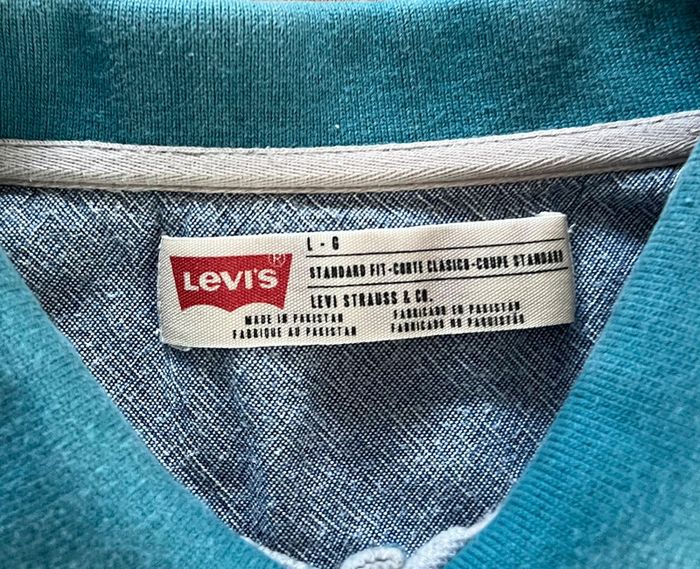 LEVI'S®
L - G
STANDARD FIT-CORTE CLASICO-COUPE STANDARD
LEVI STRAUSS & CO.
MADE IN PAKISTAN
FABRIQUE AU PAKISTAN
FABRICADO EN PAKISTÁN
FABRICADO NO PAQUISTÃO